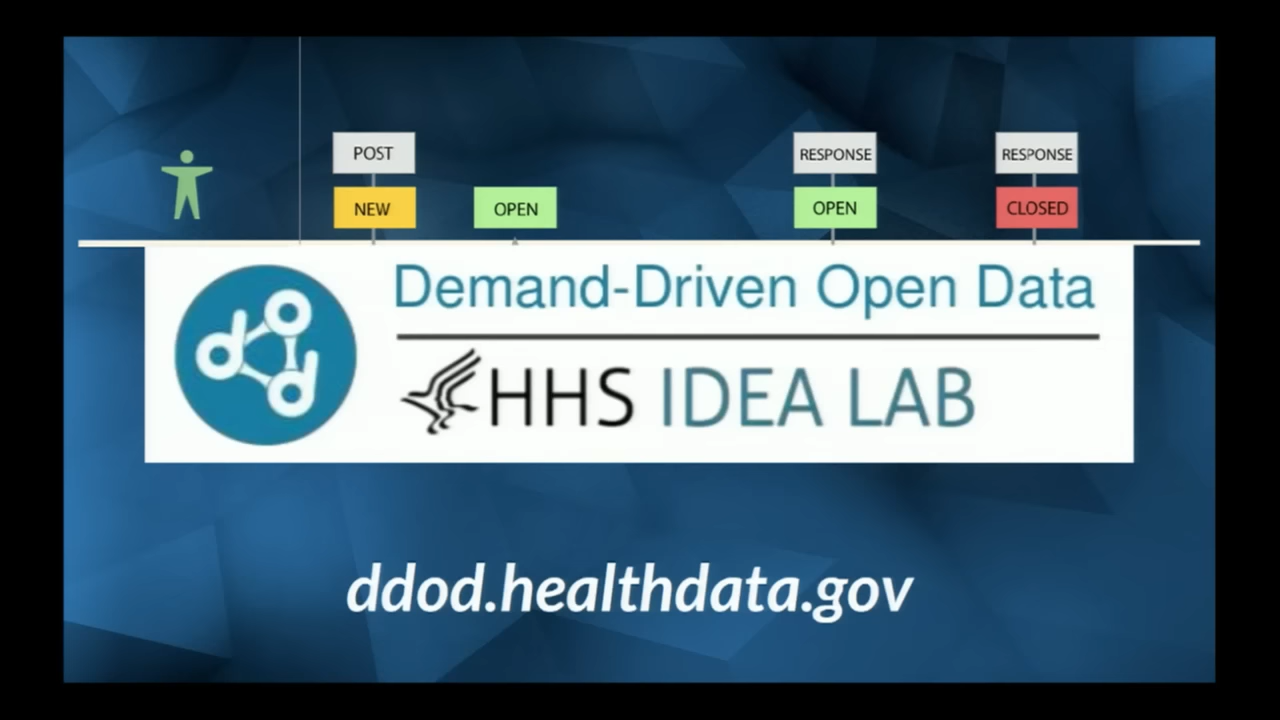 POST RESPONSE RESPONSE
NEW OPEN OPEN CLOSED
Demand-Driven Open Data
HHS IDEA LAB
ddod.healthdata.gov